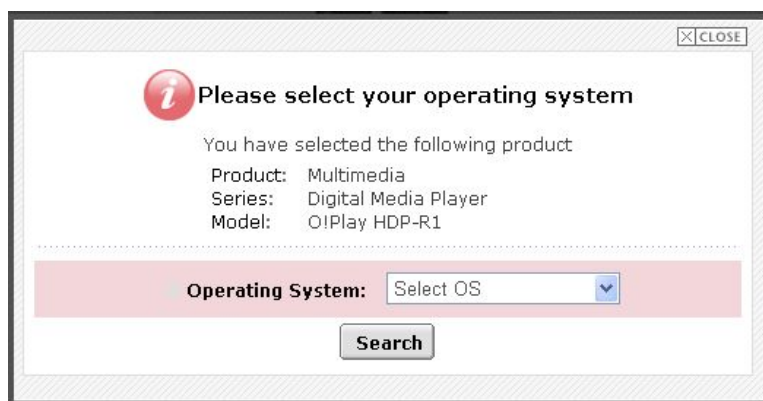 CLOSE
Please select your operating system
You have selected the following product
Product: Multimedia
Series: Digital Media Player
Model: O!Play HDP-R1
Operating System: Select OS
Search